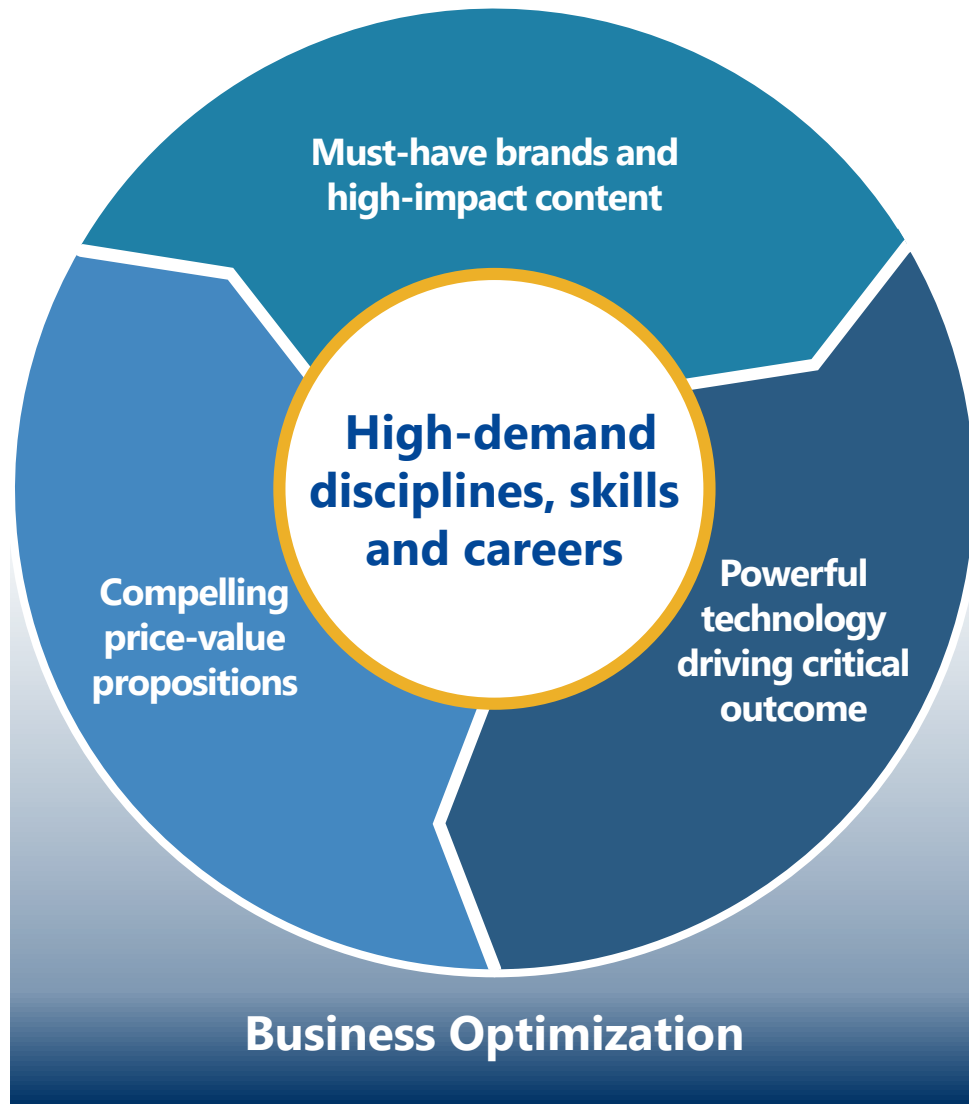 Must-have brands and
high-impact content
High-demand
disciplines, skills
and careers
Powerful
technology
driving critical
outcome
Compelling
price-value
propositions
Business Optimization